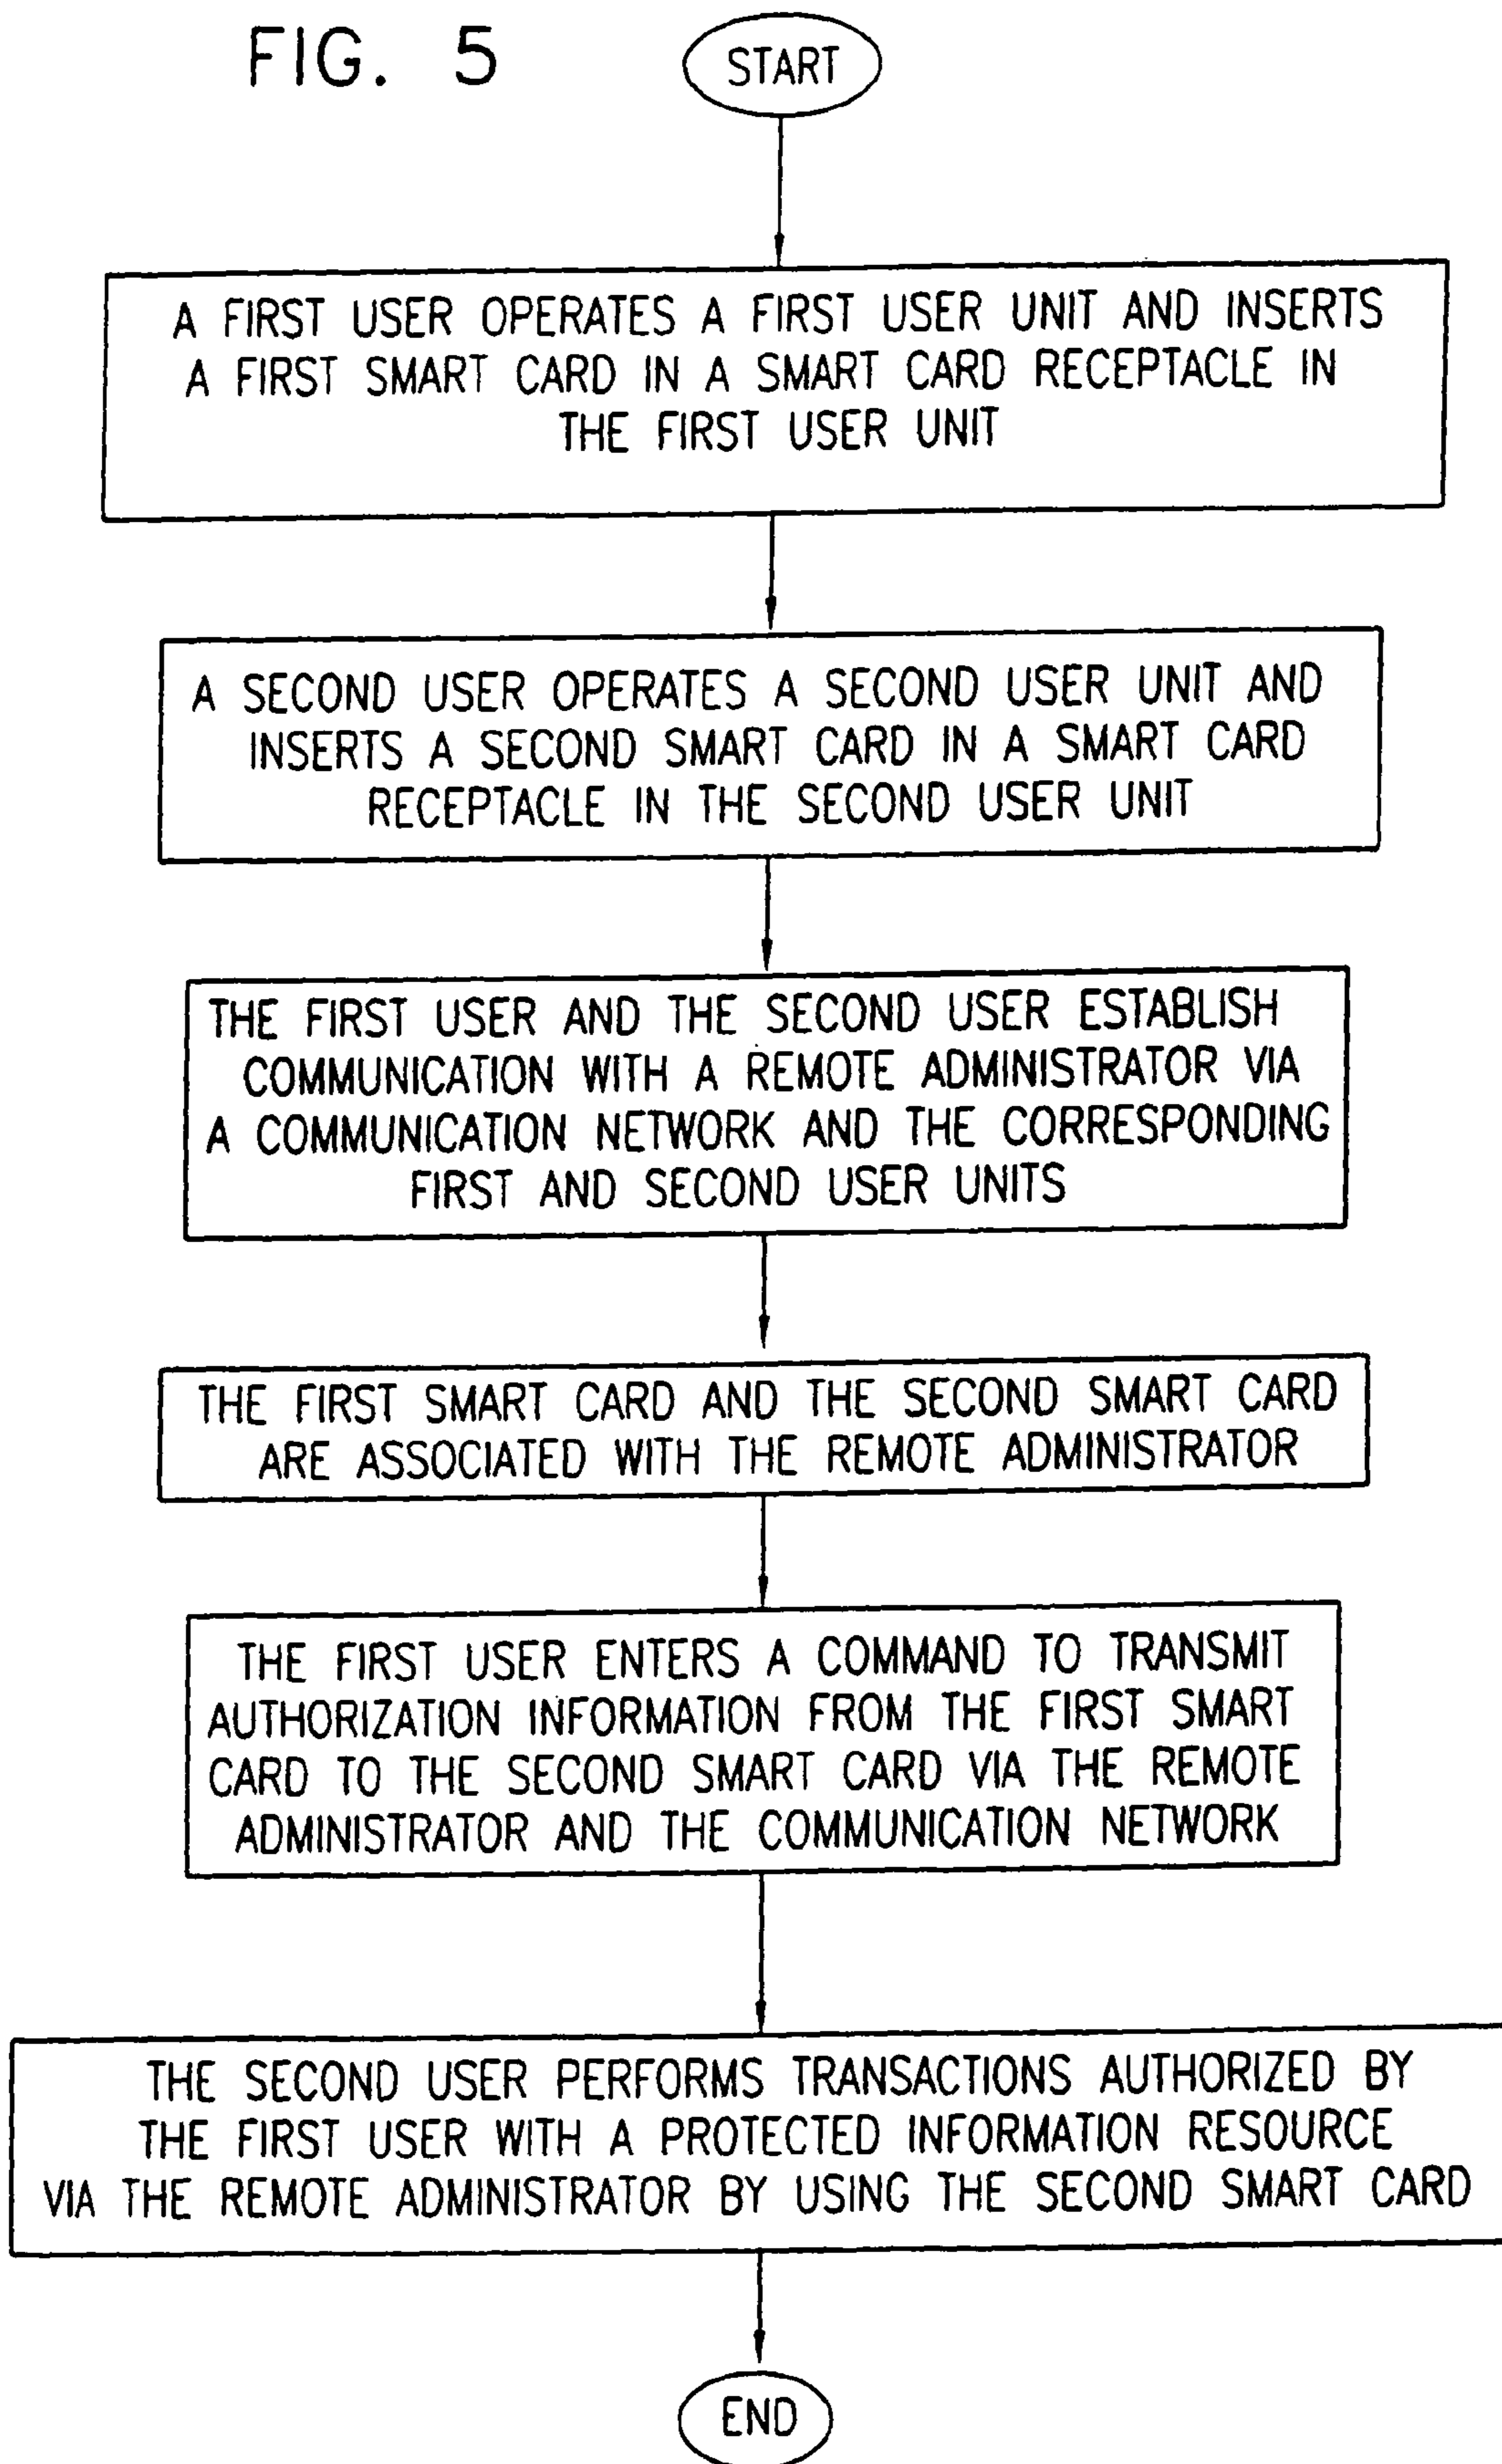 FIG. 5
START
A FIRST USER OPERATES A FIRST USER UNIT AND INSERTS
A FIRST SMART CARD IN A SMART CARD RECEPTACLE IN
THE FIRST USER UNIT
A SECOND USER OPERATES A SECOND USER UNIT AND
INSERTS A SECOND SMART CARD IN A SMART CARD
RECEPTACLE IN THE SECOND USER UNIT
THE FIRST USER AND THE SECOND USER ESTABLISH
COMMUNICATION WITH A REMOTE ADMINISTRATOR VIA
A COMMUNICATION NETWORK AND THE CORRESPONDING
FIRST AND SECOND USER UNITS
THE FIRST SMART CARD AND THE SECOND SMART CARD
ARE ASSOCIATED WITH THE REMOTE ADMINISTRATOR
THE FIRST USER ENTERS A COMMAND TO TRANSMIT
AUTHORIZATION INFORMATION FROM THE FIRST SMART
CARD TO THE SECOND SMART CARD VIA THE REMOTE
ADMINISTRATOR AND THE COMMUNICATION NETWORK
THE SECOND USER PERFORMS TRANSACTIONS AUTHORIZED BY
THE FIRST USER WITH A PROTECTED INFORMATION RESOURCE
VIA THE REMOTE ADMINISTRATOR BY USING THE SECOND SMART CARD
END